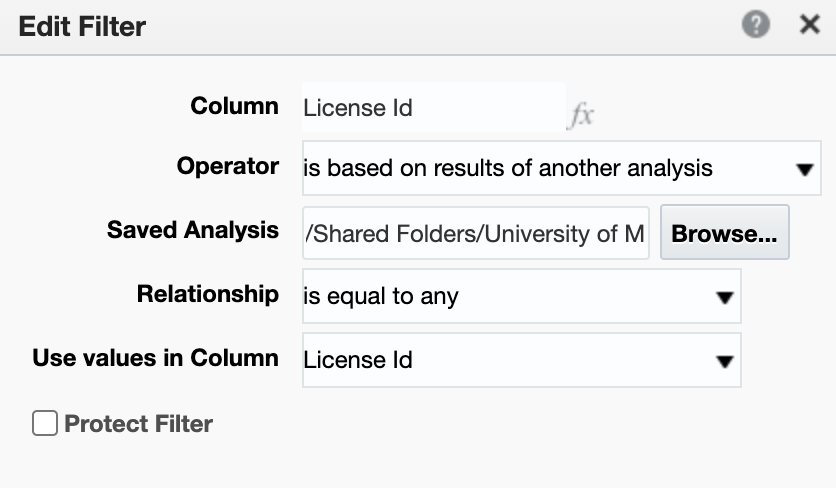 Edit Filter ? ×
Column License Id fx
Operator is based on results of another analysis
Saved Analysis /Shared Folders/University of M Browse...
Relationship is equal to any
Use values in Column License Id
Protect Filter